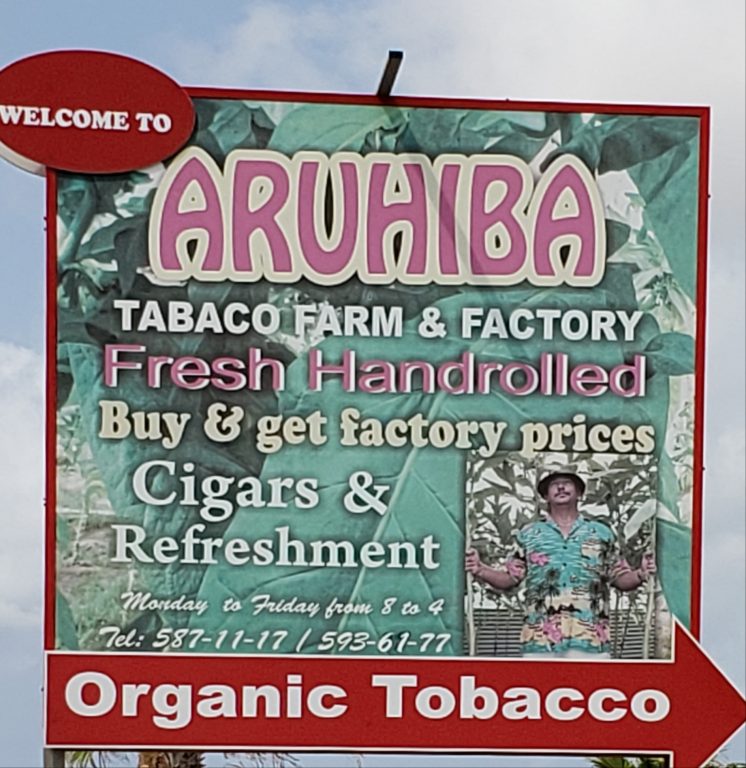 WELCOME TO
ARUHIBA
TABACO FARM & FACTORY
Fresh Handrolled
Buy & get factory prices
Cigars &
Refreshment
Monday to Friday from 8 to 4
Tel: 587-11-17 / 593-61-77
Organic Tobacco